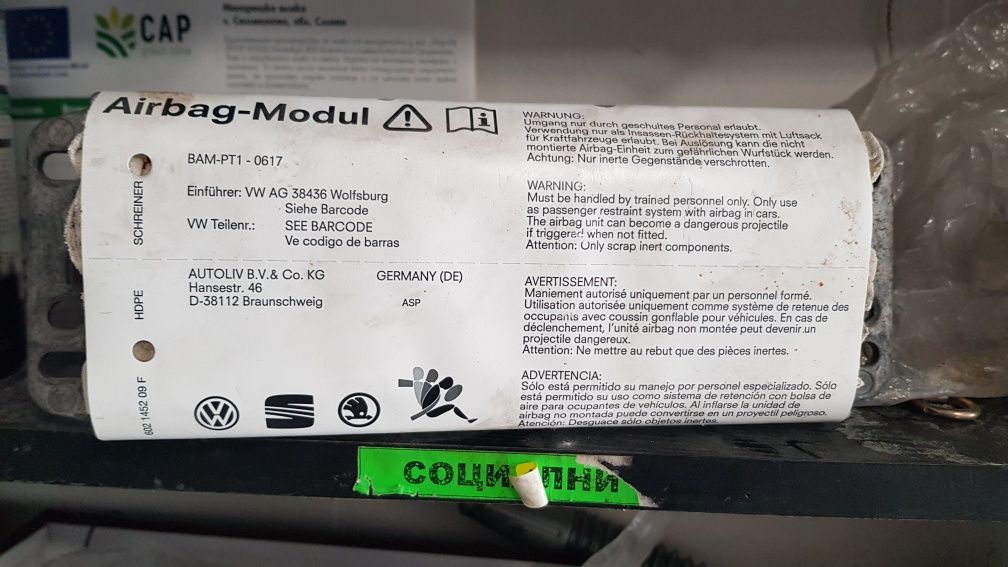 CAP
Airbag-Modul
BAM-PT1 - 0617
Einführer: VW AG 38436 Wolfsburg
Siehe Barcode
VW Teilenr.: SEE BARCODE
Ve codigo de barras
AUTOLIV B.V.& Co. KG GERMANY (DE)
Hansestr. 46
D-38112 Braunschweig ASP
SCHREINER
HDPE
602 1452 09 F
WARNUNG:
Umgang nur durch geschultes Personal erlaubt.
Verwendung nur als Insassen-Rückhaltesystem mit Luftsack
für Kraftfahrzeuge erlaubt. Bei Auslösung kann die nicht
montierte Airbag-Einheit zum gefährlichen Wurfstück werden.
Achtung: Nur inerte Gegenstände verschrotten.
WARNING:
Must be handled by trained personnel only. Only use
as passenger restraint system with airbag in cars.
The airbag unit can become a dangerous projectile
if triggered when not fitted.
Attention: Only scrap inert components.
AVERTISSEMENT:
Maniement autorisé uniquement par un personnel formé.
Utilisation autorisée uniquement comme système de retenue des
occupants avec coussin gonflable pour véhicules. En cas de
déclenchement, l'unité airbag non montée peut devenir un
projectile dangereux.
Attention: Ne mettre au rebut que des pièces inertes.
ADVERTENCIA:
Sólo está permitido su manejo por personel especializado. Sólo
está permitido su uso como sistema de retención con bolsa de
aire para ocupantes de vehículos. Al inflarse la unidad de
airbag no montada puede convertirse en un proyectil peligroso.
Atención: Desguace sólo objetos inertes.